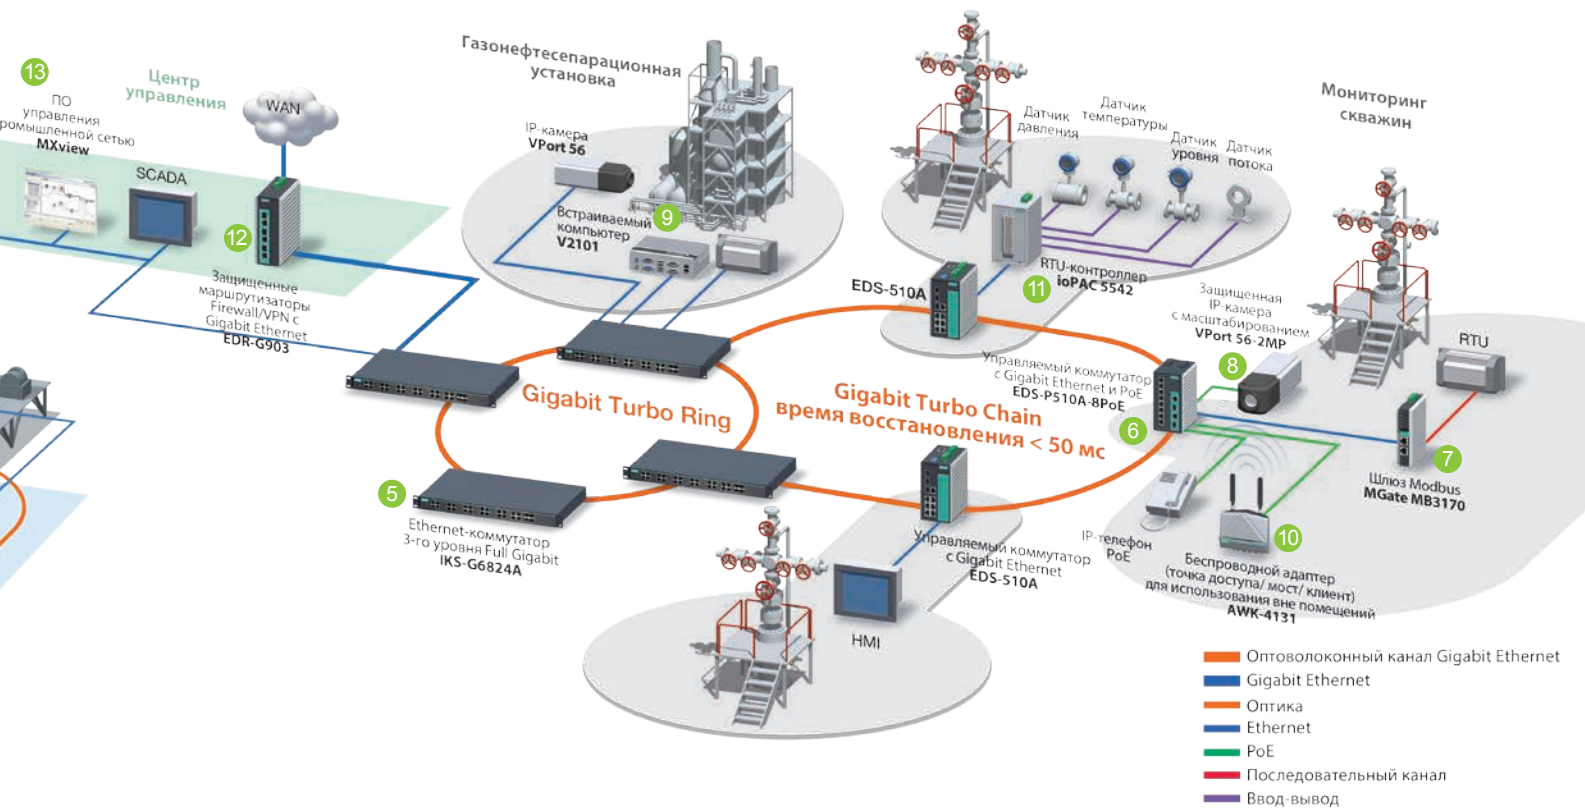 13
ПО
управления
ромышленной сетью
MXview
Центр
управления
WAN
SCADA
12
Защищенные
маршрутизаторы
Firewall/VPN с
Gigabit Ethernet
EDR-G903
Газонефтесепарационная
установка
IP-камера
VPort 56
Встраиваемый
компьютер
V2101
9
Датчик
давления
Датчик
температуры
Датчик
уровня
Датчик
потока
RTU-контроллер
ioPAC 5542
11
EDS-510A
Мониторинг
скважин
Защищенная
IP-камера
с масштабированием
VPort 56-2MP
8
RTU
Управляемый коммутатор
с Gigabit Ethernet и PoE
EDS-P510A-8PoE
6
Gigabit Turbo Ring
Gigabit Turbo Chain
время восстановления < 50 мс
7
Шлюз Modbus
MGate MB3170
5
Ethernet-коммутатор
3-го уровня Full Gigabit
IKS-G6824A
Управляемый коммутатор
с Gigabit Ethernet
EDS-510A
HMI
IP-телефон
PoE
10
Беспроводной адаптер
(точка доступа/ мост/ клиент)
для использования вне помещений
AWK-4131
Оптоволоконный канал Gigabit Ethernet
Gigabit Ethernet
Оптика
Ethernet
PoE
Последовательный канал
Ввод-вывод